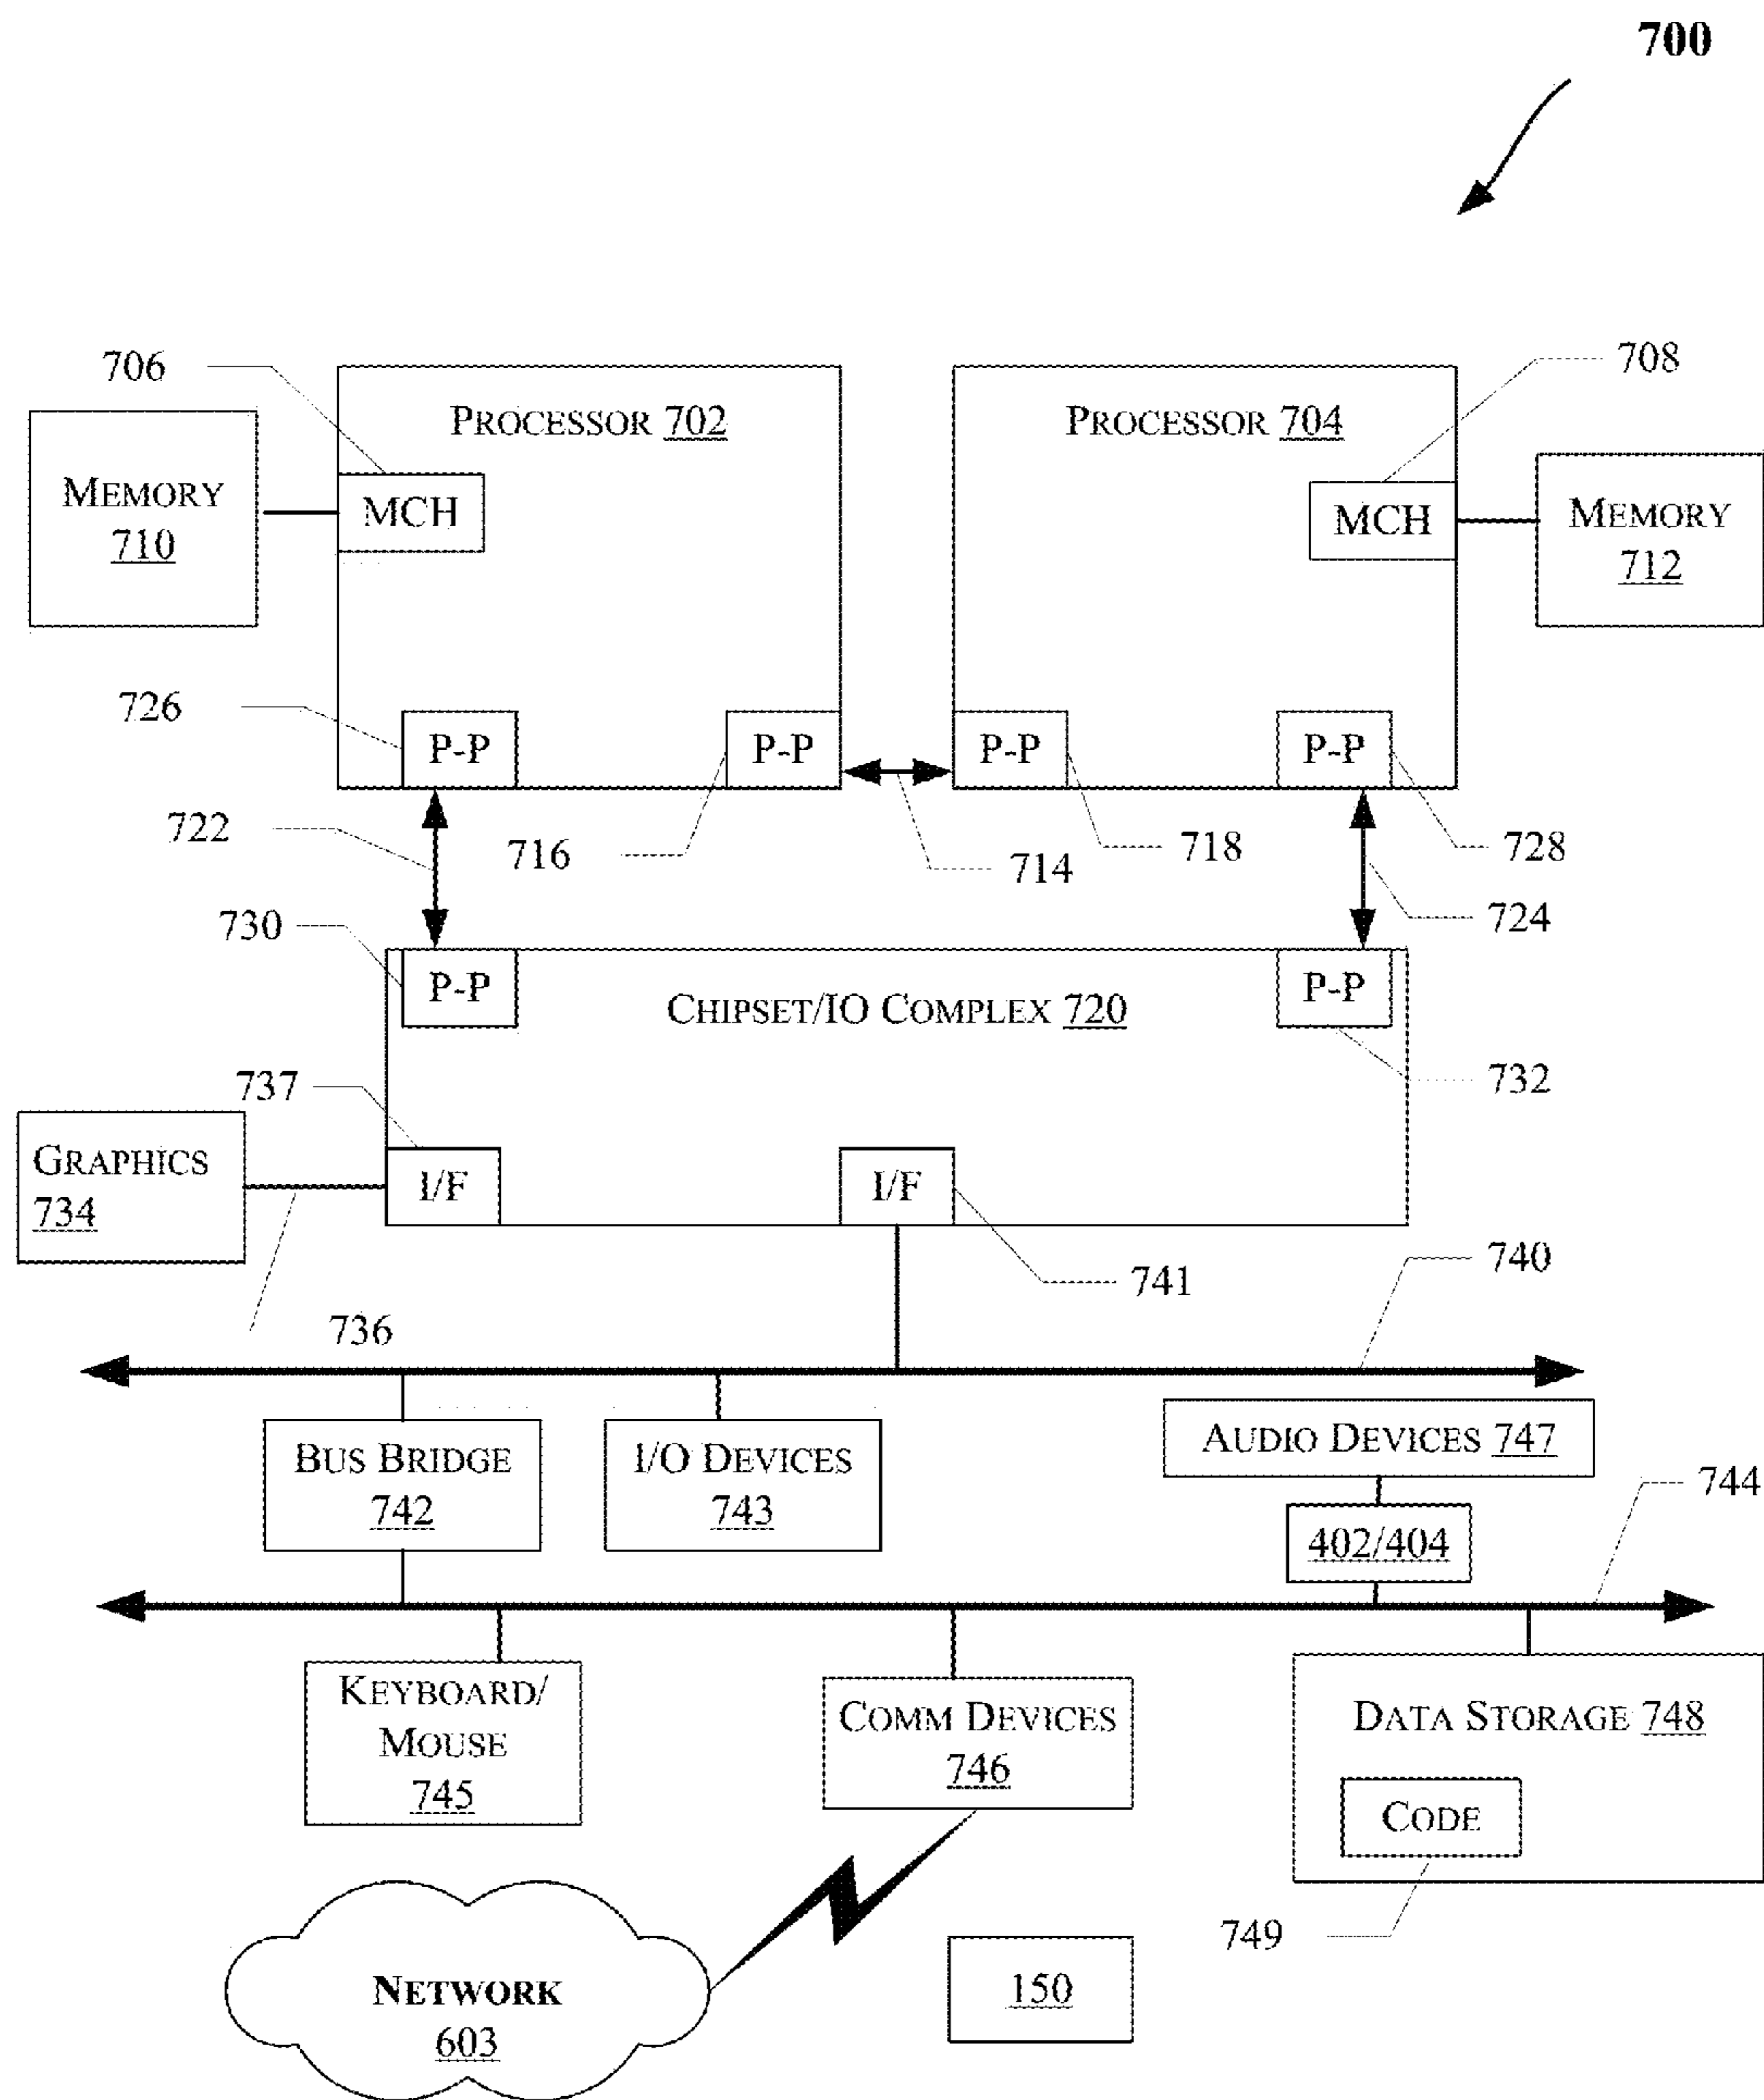 700
706
708
PROCESSOR 702
PROCESSOR 704
MEMORY
710
MCH
MCH
MEMORY
712
726
P-P
P-P
P-P
P-P
722
716
714
718
728
724
730
P-P
P-P
CHIPSET/IO COMPLEX 720
737
732
GRAPHICS
734
I/F
I/F
741
740
736
BUS BRIDGE
742
I/O DEVICES
743
AUDIO DEVICES 747
744
402/404
KEYBOARD/
MOUSE
745
COMM DEVICES
746
DATA STORAGE 748
CODE
749
NETWORK
603
150